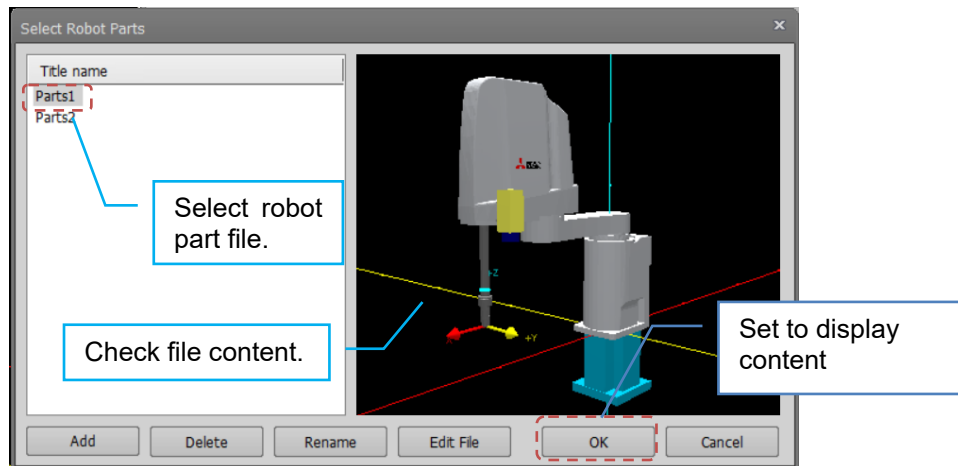 Select Robot Parts
Title name
Parts1
Parts2
Select robot
part file.
+Z
Check file content.
+Y
Set to display
content
Add
Delete
Rename
Edit File
OK
Cancel